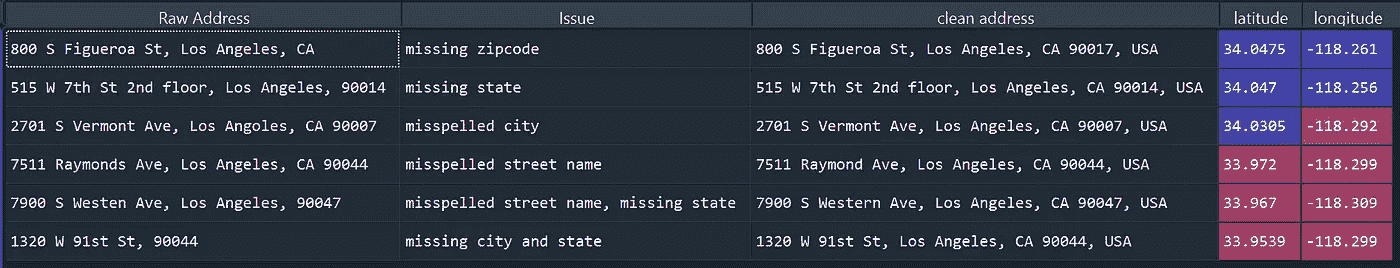 Raw Address Issue clean address latitude longitude
800 S Figueroa St, Los Angeles, CA missing zipcode 800 S Figueroa St, Los Angeles, CA 90017, USA 34.0475 -118.261
515 W 7th St 2nd floor, Los Angeles, 90014 missing state 515 W 7th St 2nd floor, Los Angeles, CA 90014, USA 34.047 -118.256
2701 S Vermont Ave, Los Angoles, CA 90007 misspelled city 2701 S Vermont Ave, Los Angeles, CA 90007, USA 34.0305 -118.292
7511 Raymonds Ave, Los Angeles, CA 90044 misspelled street name 7511 Raymond Ave, Los Angeles, CA 90044, USA 33.972 -118.299
7900 S Westen Ave, Los Angeles, 90047 misspelled street name, missing state 7900 S Western Ave, Los Angeles, CA 90047, USA 33.967 -118.309
1320 W 91st St, 90044 missing city and state 1320 W 91st St, Los Angeles, CA 90044, USA 33.9539 -118.299